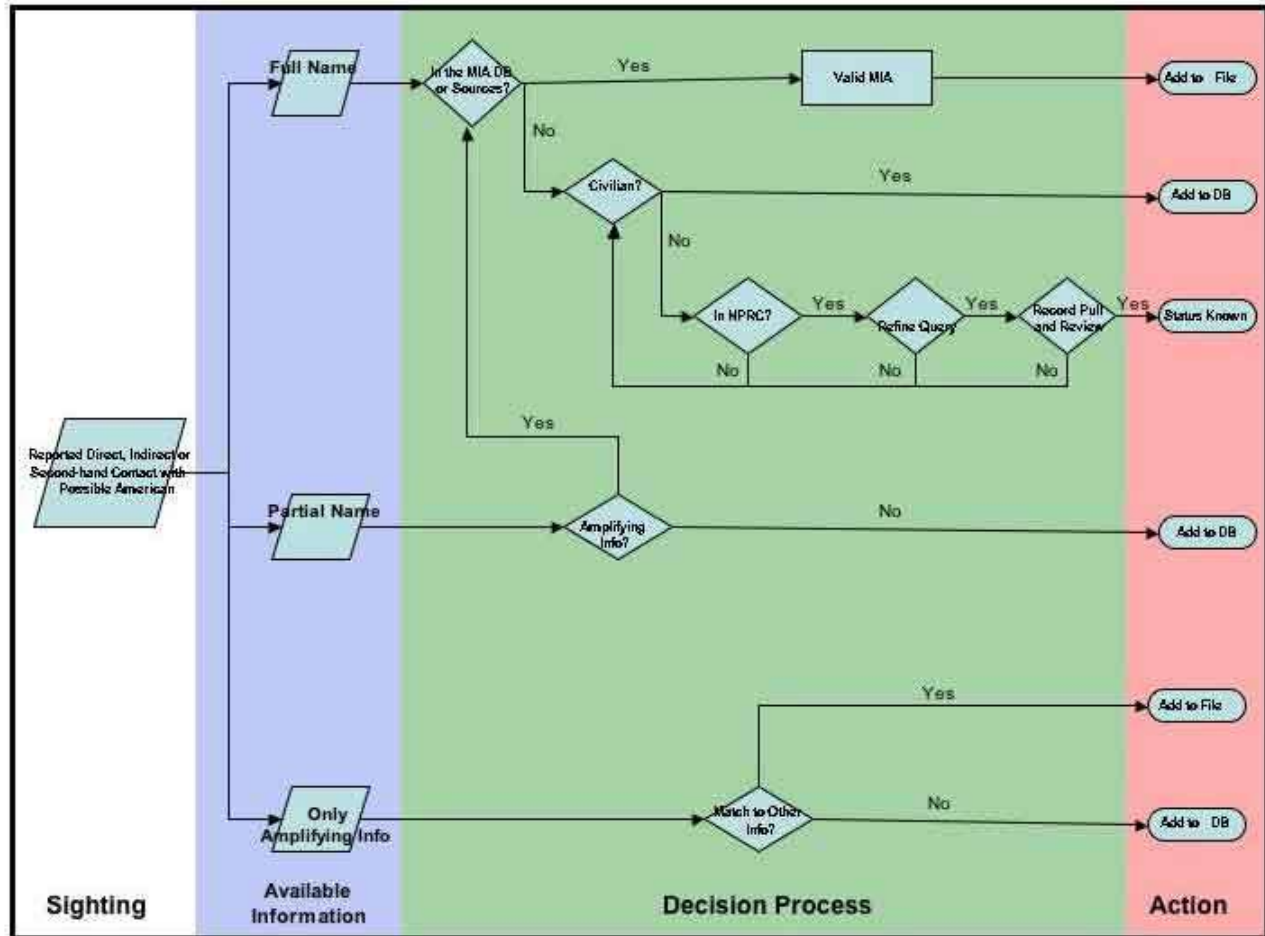 Full Name
In the MIA DB
or Sources?
Yes
Valid MIA
Add to File
No
Civilian?
Yes
Add to DB
No
In NPRC?
Yes
Refine Query
Yes
Record Pull
and Review
Yes
Status Known
No
No
No
Yes
Reported Direct, Indirect or
Second-hand Contact with
Possible American
Partial Name
Amplifying
Info?
No
Add to DB
Yes
Add to File
Only
Amplifying Info
Match to Other
Info?
No
Add to DB
Sighting
Available
Information
Decision Process
Action